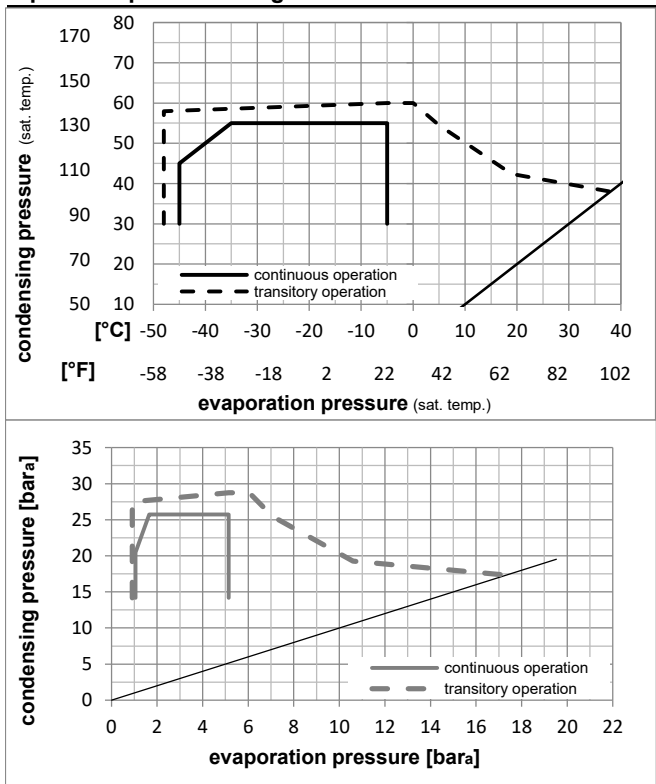 170 80
150 70
60
130 50
110 40
90 30
70 20
50 10
condensing pressure (sat. temp.)
continuous operation
transitory operation
[°C] -50 -40 -30 -20 -10 0 10 20 30 40
[°F] -58 -38 -18 2 22 42 62 82 102
evaporation pressure (sat. temp.)
35
30
25
20
15
10
5
0
condensing pressure [bara]
continuous operation
transitory operation
0 2 4 6 8 10 12 14 16 18 20 22
evaporation pressure [bara]